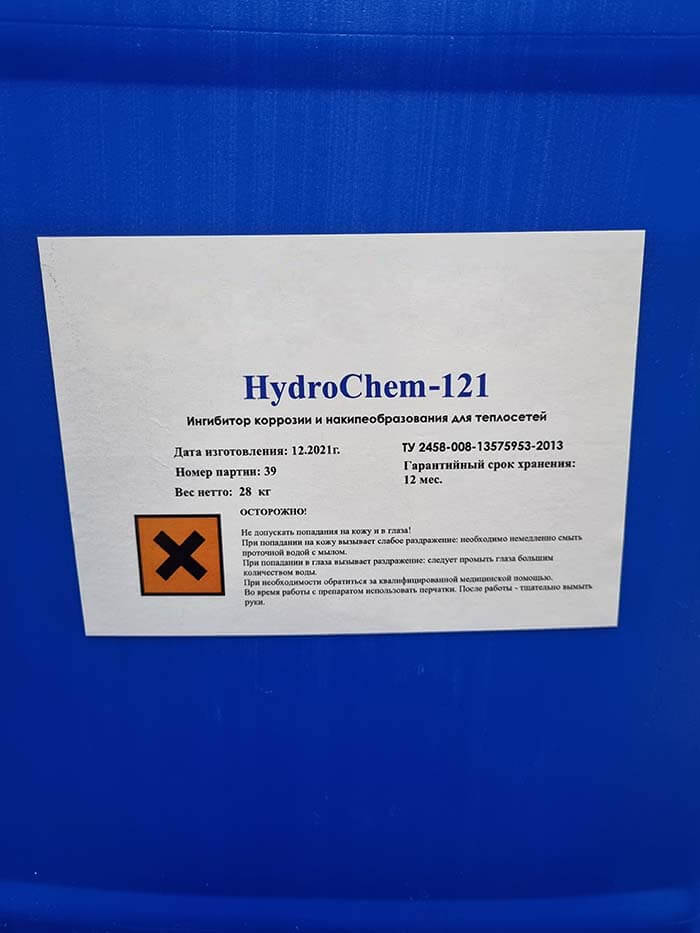 HydroChem-121
Ингибитор коррозии и накипеобразования для теплосетей
Дата изготовления: 12.2021г.
Номер партии: 39
Вес нетто: 28 кг
ТУ 2458-008-13575953-2013
Гарантийный срок хранения:
12 мес.
ОСТОРОЖНО!
Не допускать попадания на кожу и в глаза!
При попадании на кожу вызывает слабое раздражение: необходимо немедленно смыть
проточной водой с мылом.
При попадании в глаза вызывает раздражение: следует промыть глаза большим
количеством воды.
При необходимости обратиться за квалифицированной медицинской помощью.
Во время работы с препаратом использовать перчатки. После работы - тщательно вымыть
руки.